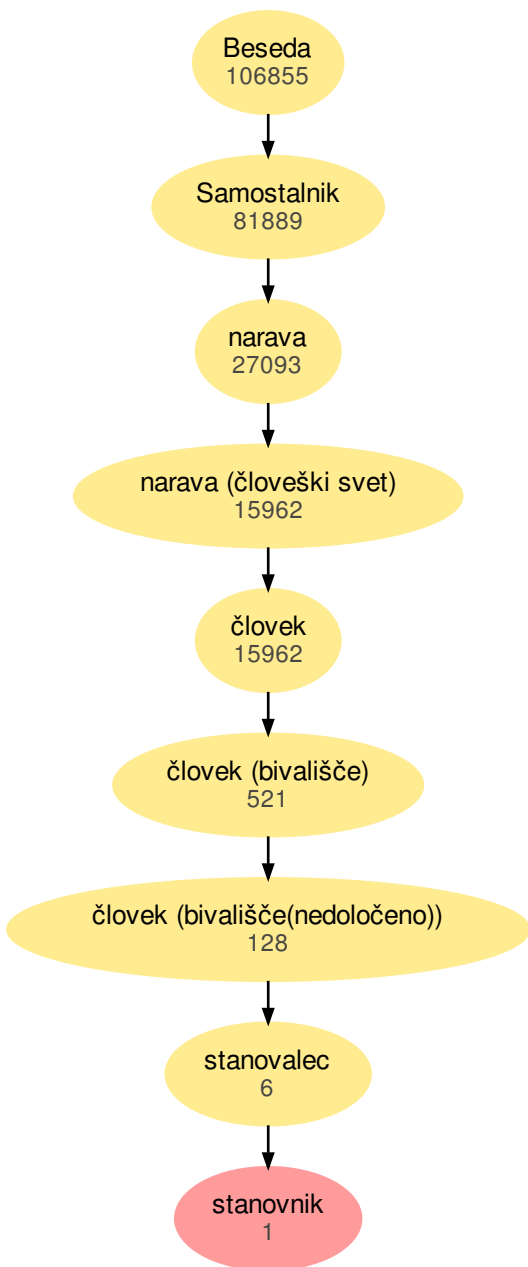 Beseda
106855
Samostalnik
81889
narava
27093
narava (človeški svet)
15962
človek
15962
človek (bivališče)
521
človek (bivališče(nedoločeno))
128
stanovalec
6
stanovnik
1